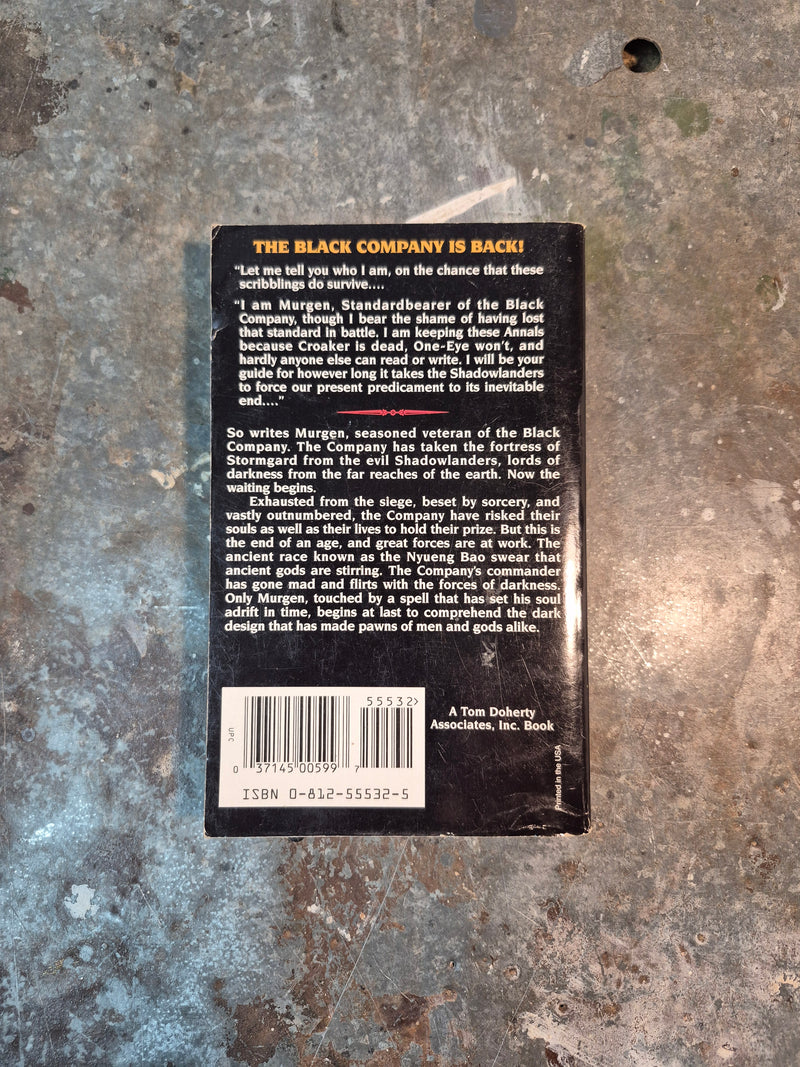 THE BLACK COMPANY IS BACK!
"Let me tell you who I am, on the chance that these
scribblings do survive....
"I am Murgen, Standardbearer of the Black
Company, though I bear the shame of having lost
that standard in battle. I am keeping these Annals
because Croaker is dead, One-Eye won't, and
hardly anyone else can read or write. I will be your
guide for however long it takes the Shadowlanders
to force our present predicament to its inevitable
end...."
So writes Murgen, seasoned veteran of the Black
Company. The Company has taken the fortress of
Stormgard from the evil Shadowlanders, lords of
darkness from the far reaches of the earth. Now the
waiting begins.
Exhausted from the siege, beset by sorcery, and
vastly outnumbered, the Company have risked their
souls as well as their lives to hold their prize. But this is
the end of an age, and great forces are at work. The
ancient race known as the Nyueng Bao swear that
ancient gods are stirring. The Company's commander
has gone mad and flirts with the forces of darkness.
Only Murgen, touched by a spell that has set his soul
adrift in time, begins at last to comprehend the dark
design that has made pawns of men and gods alike.
55532>
UPC
0 37145 00599 7
ISBN 0-812-55532-5
A Tom Doherty
Associates, Inc. Book
Printed in the USA